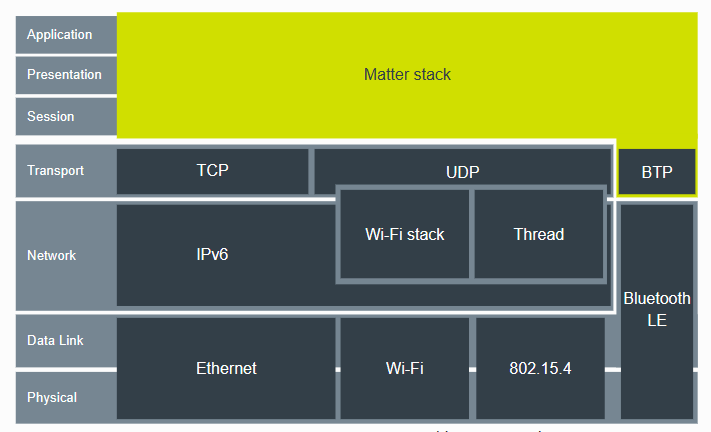 Application
Matter stack
Presentation
Session
Transport
TCP
UDP
BTP
Network
IPv6
Wi-Fi stack
Thread
Bluetooth
LE
Data Link
Ethernet
Wi-Fi
802.15.4
Physical